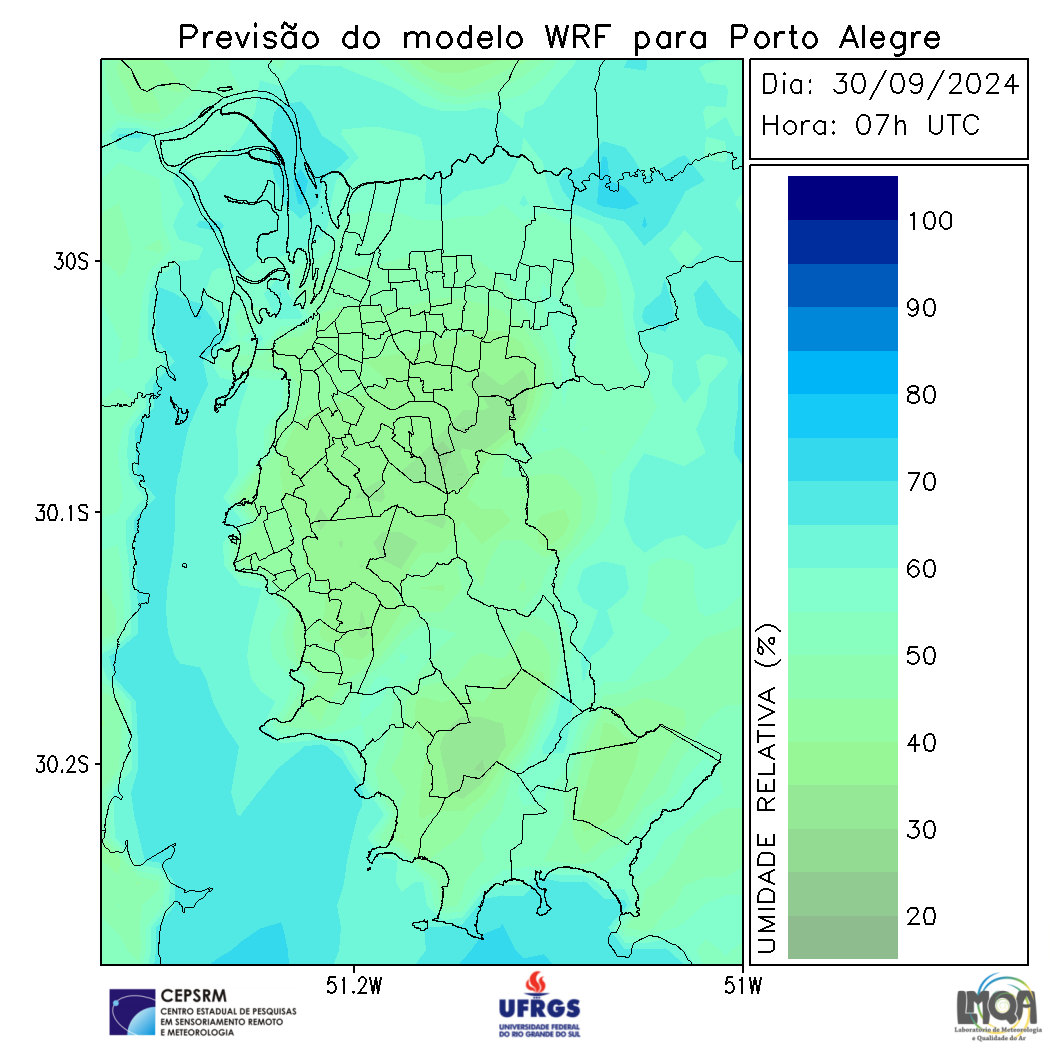 Previsão do modelo WRF para Porto Alegre
Dia: 30/09/2024
Hora: 07h UTC
30S
30.1S
30.2S
51.2W
51W
UMIDADE RELATIVA (%)
100
90
80
70
60
50
40
30
20
CEPSRM
CENTRO ESTADUAL DE PESQUISAS
EM SENSORIAMENTO REMOTO
E METEOROLOGIA
UFRGS
UNIVERSIDADE FEDERAL
DO RIO GRANDE DO SUL
LMQA
Laboratório de Meteorologia
e Qualidade do Ar